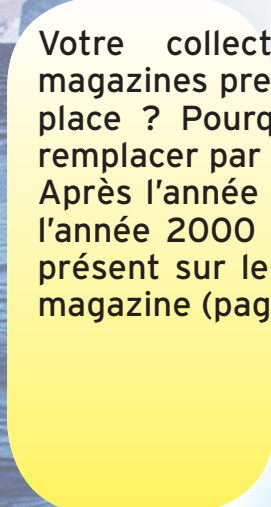 Votre collect
magazines pre
place ? Pourq
remplacer par
Après l'année
l'année 2000
présent sur le
magazine (pag